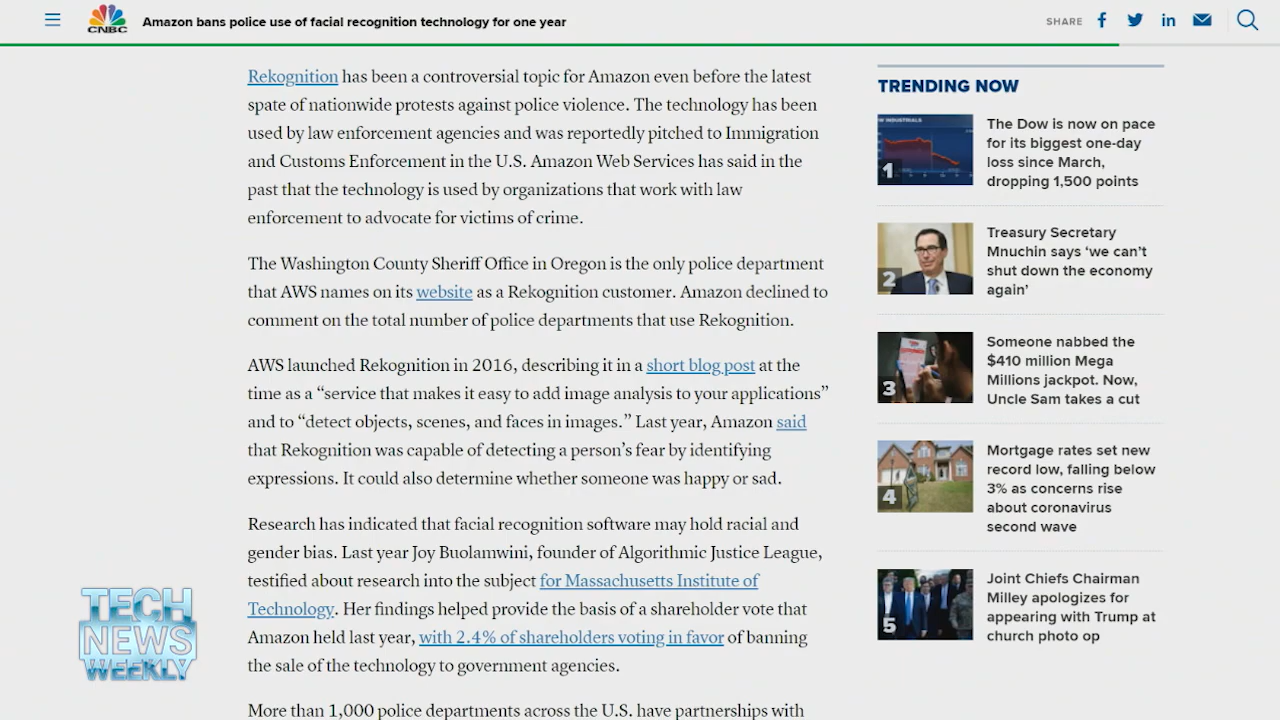 CNBC
Amazon bans police use of facial recognition technology for one year
SHARE
Rekognition has been a controversial topic for Amazon even before the latest
spate of nationwide protests against police violence. The technology has been
used by law enforcement agencies and was reportedly pitched to Immigration
and Customs Enforcement in the U.S. Amazon Web Services has said in the
past that the technology is used by organizations that work with law
enforcement to advocate for victims of crime.
The Washington County Sheriff Office in Oregon is the only police department
that AWS names on its website as a Rekognition customer. Amazon declined to
comment on the total number of police departments that use Rekognition.
AWS launched Rekognition in 2016, describing it in a short blog post at the
time as a “service that makes it easy to add image analysis to your applications”
and to “detect objects, scenes, and faces in images.” Last year, Amazon said
that Rekognition was capable of detecting a person’s fear by identifying
expressions. It could also determine whether someone was happy or sad.
Research has indicated that facial recognition software may hold racial and
gender bias. Last year Joy Buolamwini, founder of Algorithmic Justice League,
testified about research into the subject for Massachusetts Institute of
Technology. Her findings helped provide the basis of a shareholder vote that
Amazon held last year, with 2.4% of shareholders voting in favor of banning
the sale of the technology to government agencies.
More than 1,000 police departments across the U.S. have partnerships with
TRENDING NOW
1
The Dow is now on pace
for its biggest one-day
loss since March,
dropping 1,500 points
2
Treasury Secretary
Mnuchin says ‘we can’t
shut down the economy
again’
3
Someone nabbed the
$410 million Mega
Millions jackpot. Now,
Uncle Sam takes a cut
4
Mortgage rates set new
record low, falling below
3% as concerns rise
about coronavirus
second wave
5
Joint Chiefs Chairman
Milley apologizes for
appearing with Trump at
church photo op
TECH
NEWS
WEEKLY